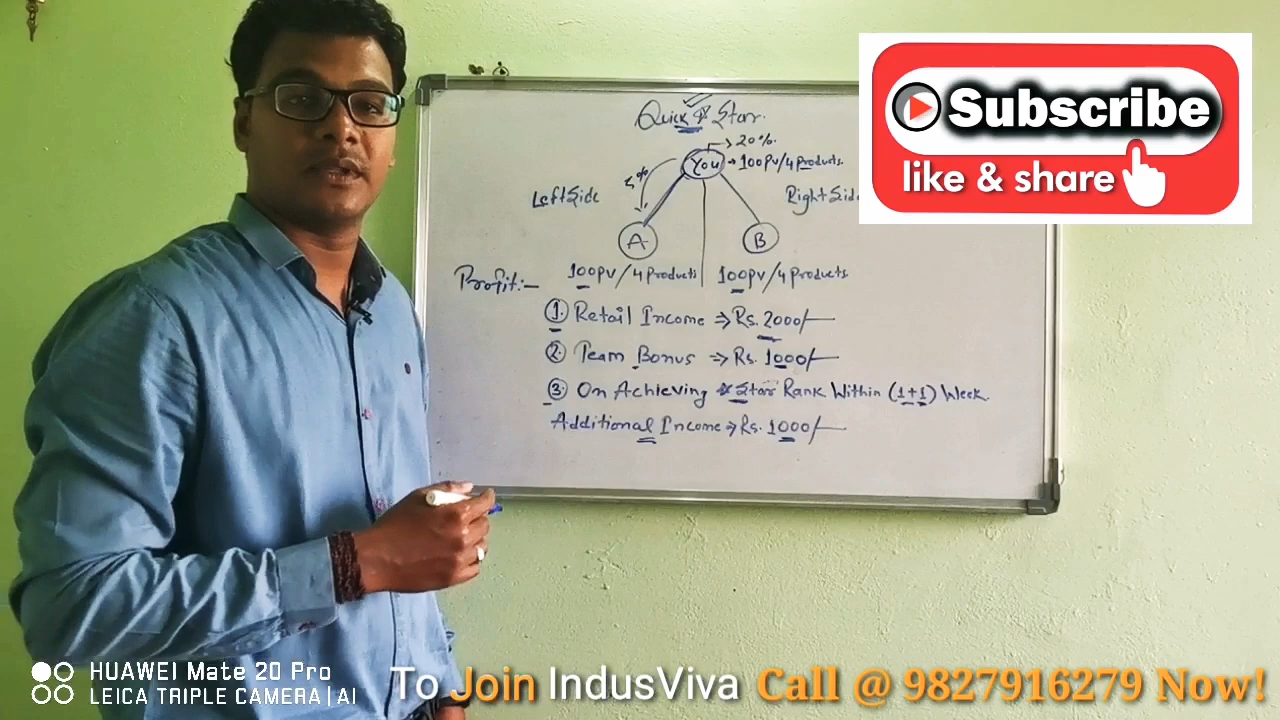 Quick Star.
→20%.
You →100PV/4 Products.
5%
Left Side
Right Side
A
B
Profit:-
100PV/4 Products
100PV/4 Products
1. Retail Income ⇒ Rs. 2000/-
2. Team Bonus ⇒ Rs. 1000/-
3. On Achieving Star Rank Within (1+1) Week.
Additional Income ⇒ Rs. 1000/-
Subscribe
like & share
HUAWEI Mate 20 Pro
LEICA TRIPLE CAMERA | AI
To Join IndusViva Call @ 9827916279 Now!